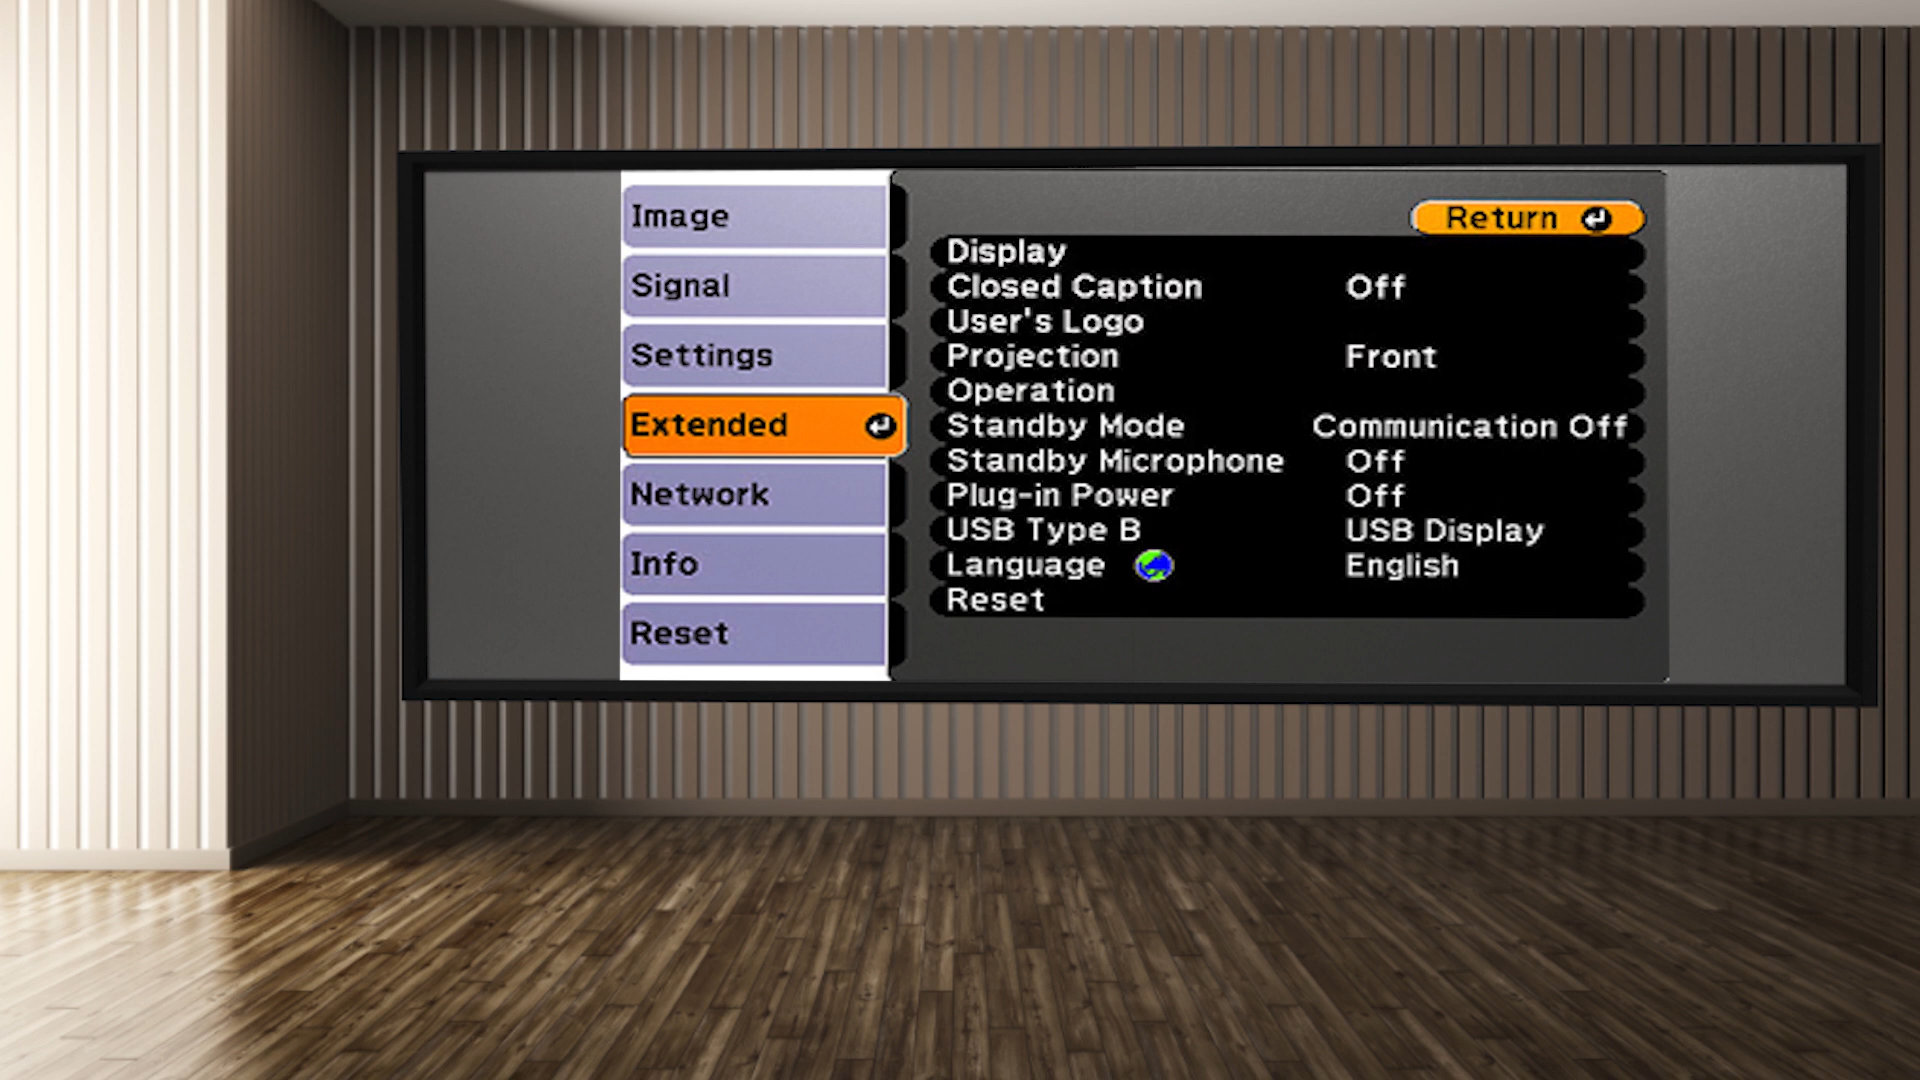 Image
Signal
Settings
Extended
Network
Info
Reset
Return
Display
Closed Caption Off
User's Logo
Projection Front
Operation
Standby Mode Communication Off
Standby Microphone Off
Plug-in Power Off
USB Type B USB Display
Language English
Reset